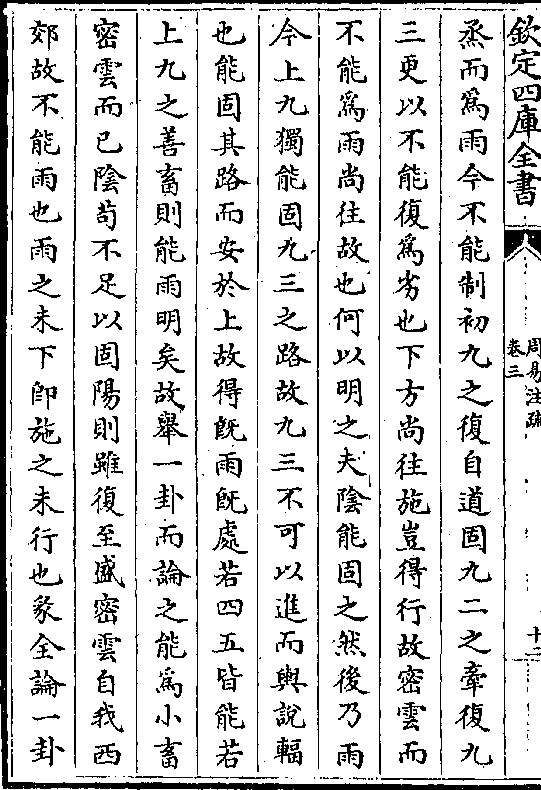 欽定四庫全書
周易注疏
卷三
十二
烝而為雨今不能制初九之復自道固九二之牽復九
三更以不能復為劣也下方尚往施豈得行故密雲而
不能為雨尚往故也何以明之夫陰能固之然後乃雨
今上九獨能固九三之路故九三不可以進而輿說輻
也能固其路而安於上故得既雨既處若四五皆能若
上九之善畜則能雨明矣故舉一卦而論之能為小畜
密雲而已陰苟不足以固陽則雖復至盛密雲自我西
郊故不能雨也雨之未下即施之未行也彖全論一卦